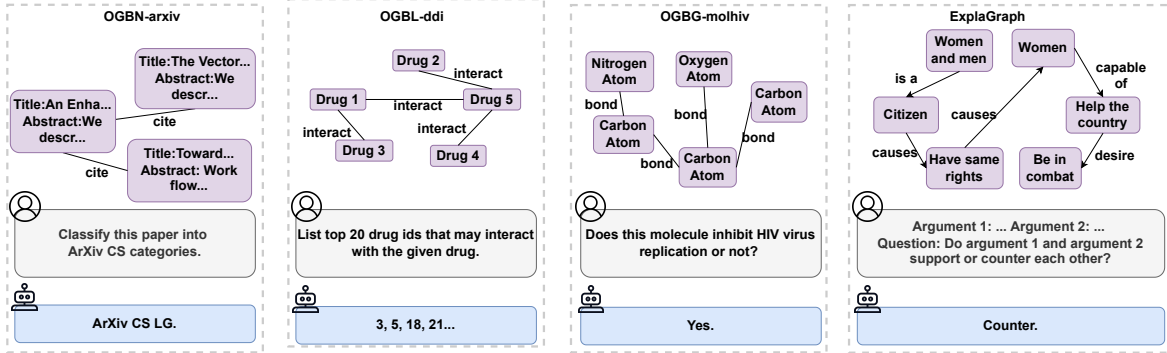 OGBN-arxiv
Title:The Vector...
Abstract:We
descr...
Title:An Enha...
Abstract:We
descr...
cite
Title:Toward...
Abstract: Work
flow...
cite
Classify this paper into
ArXiv CS categories.
ArXiv CS LG.
OGBL-ddi
Drug 2
interact
Drug 1
interact
Drug 5
interact
interact
Drug 3
Drug 4
List top 20 drug ids that may interact
with the given drug.
3, 5, 18, 21...
OGBG-molhiv
Nitrogen
Atom
Oxygen
Atom
Carbon
Atom
bond
bond
Carbon
Atom
bond
bond
Carbon
Atom
Does this molecule inhibit HIV virus
replication or not?
Yes.
ExplaGraph
Women
and men
Women
is a
capable
of
Citizen
causes
Help the
country
causes
desire
Have same
rights
Be in
combat
Argument 1: ... Argument 2: ...
Question: Do argument 1 and argument 2
support or counter each other?
Counter.